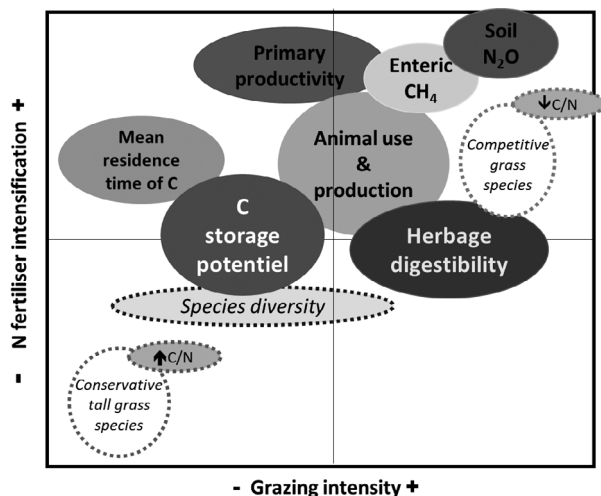 Soil
N₂O
Primary
productivity
Enteric
CH₄
↓C/N
Competitive
grass
species
Mean
residence
time of C
Animal use
&
production
C
storage
potentiel
Herbage
digestibility
Species diversity
↑C/N
Conservative
tall grass
species
- N fertiliser intensification +
- Grazing intensity +